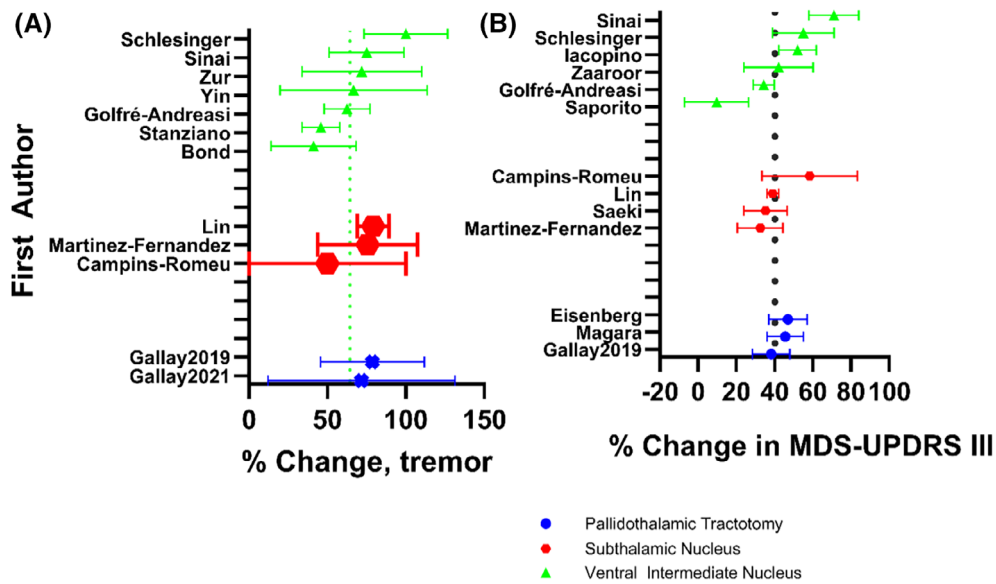 (A)
First Author
Schlesinger
Sinai
Zur
Yin
Golfré-Andreasi
Stanziano
Bond
Lin
Martinez-Fernandez
Campins-Romeu
Gallay2019
Gallay2021
0 50 100 150
% Change, tremor
(B)
Sinai
Schlesinger
Iacopino
Zaaroor
Golfré-Andreasi
Saporito
Campins-Romeu
Lin
Saeki
Martinez-Fernandez
Eisenberg
Magara
Gallay2019
-20 0 20 40 60 80 100
% Change in MDS-UPDRS III
Pallidothalamic Tractotomy
Subthalamic Nucleus
Ventral Intermediate Nucleus